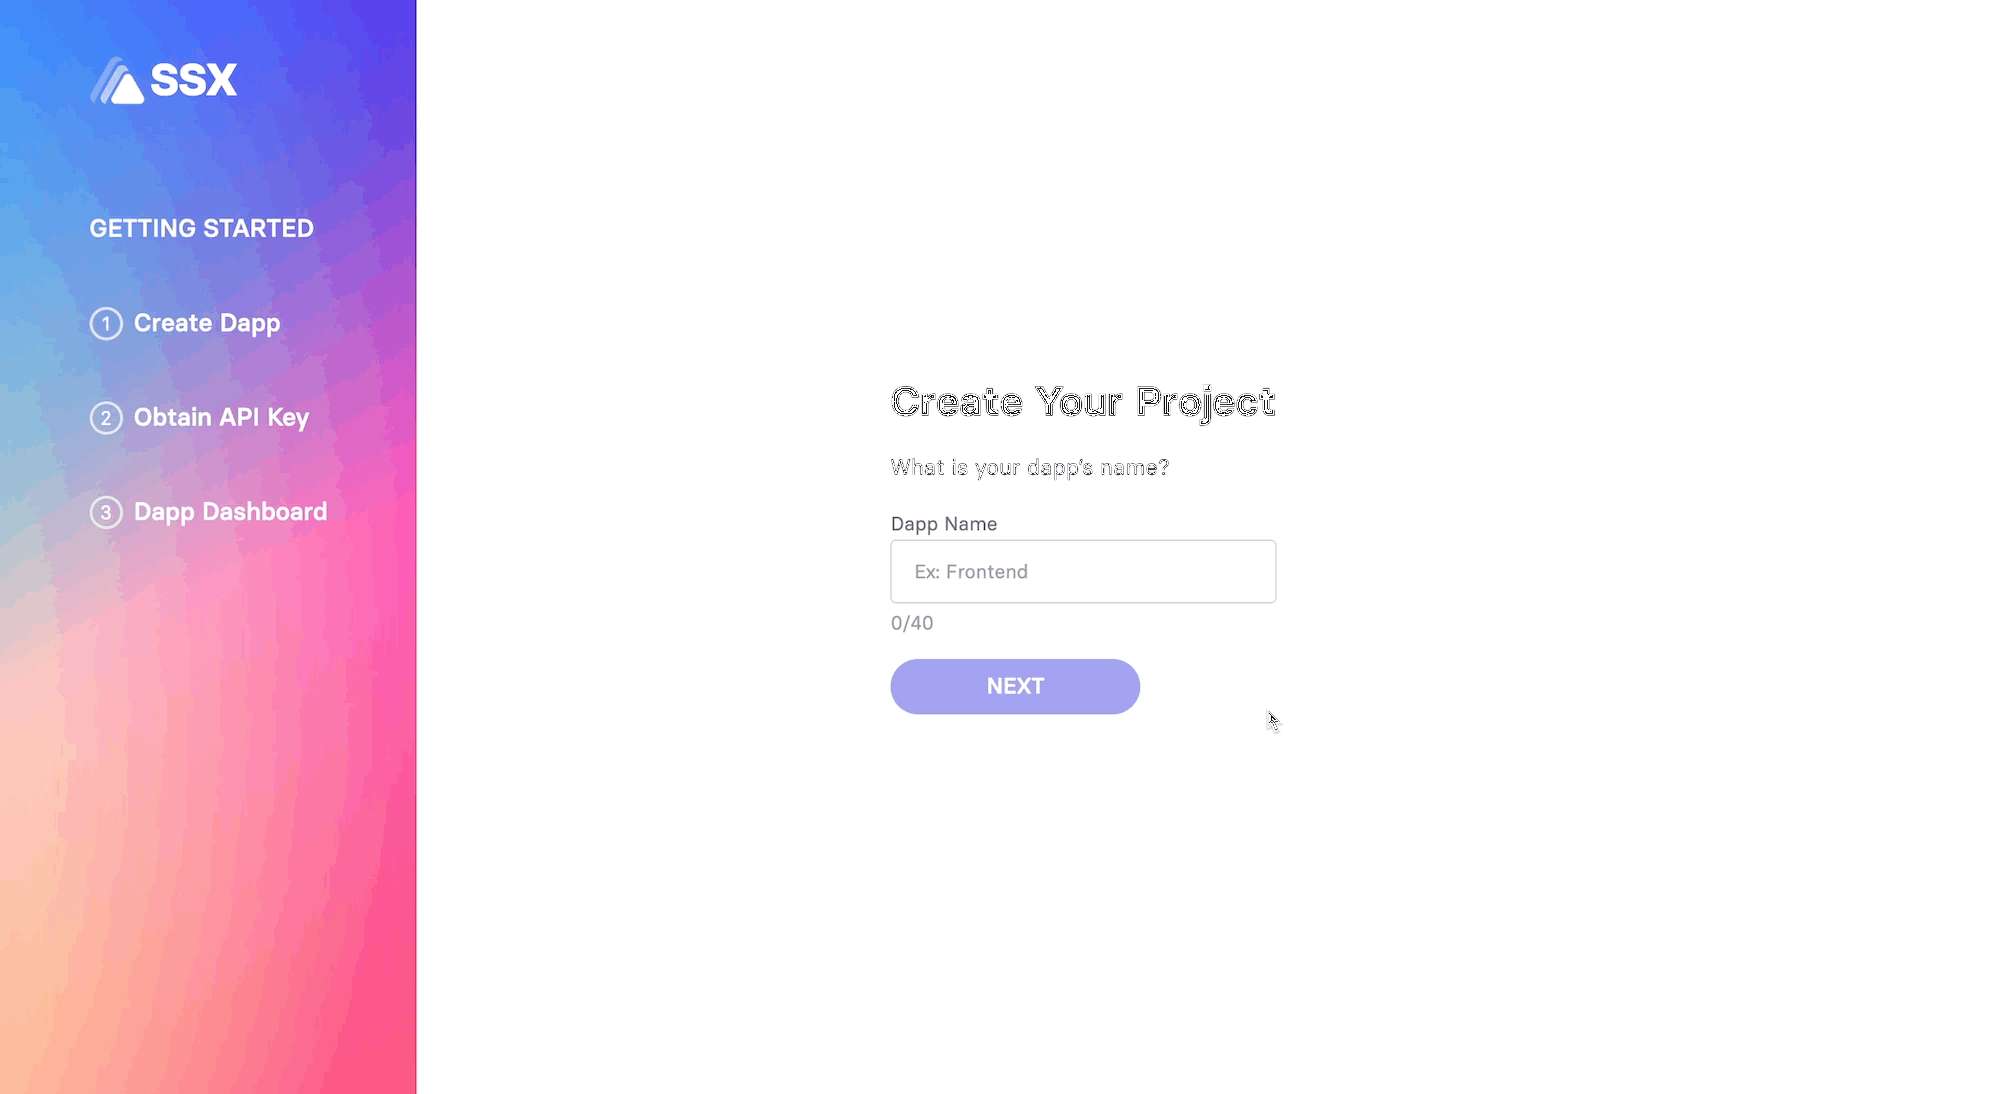 SSX
GETTING STARTED
1 Create Dapp
2 Obtain API Key
3 Dapp Dashboard
Create Your Project
What is your dapp's name?
Dapp Name
Ex: Frontend
0/40
NEXT